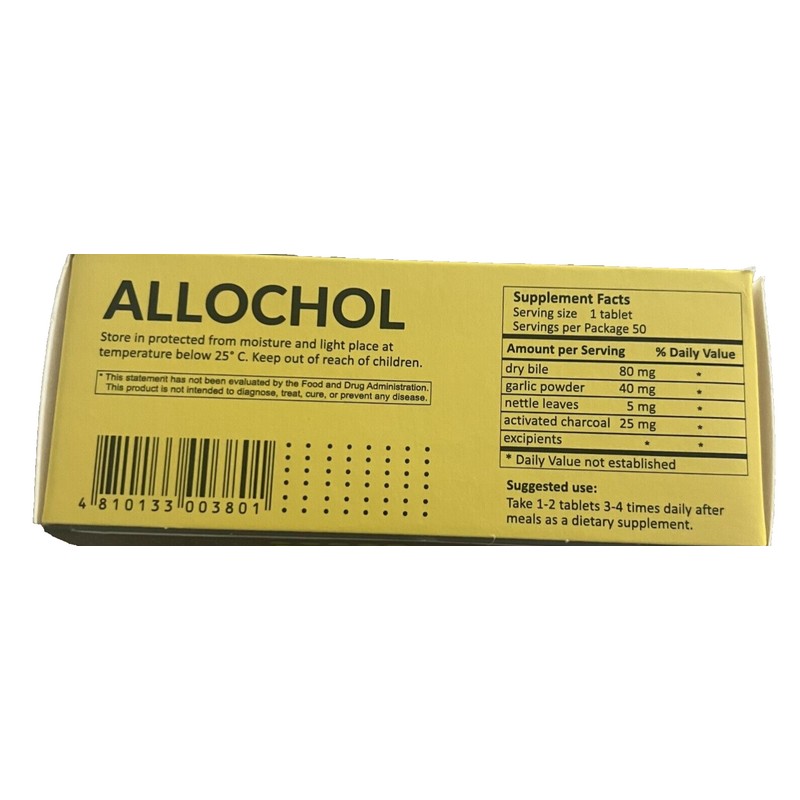 ALLOCHOL
Store in protected from moisture and light place at
temperature below 25° C. Keep out of reach of children.
* This statement has not been evaluated by the Food and Drug Administration.
This product is not intended to diagnose, treat, cure, or prevent any disease.
4 810133 003801
Supplement Facts
Serving size 1 tablet
Servings per Package 50
Amount per Serving % Daily Value
dry bile 80 mg *
garlic powder 40 mg *
nettle leaves 5 mg *
activated charcoal 25 mg *
excipients * *
* Daily Value not established
Suggested use:
Take 1-2 tablets 3-4 times daily after
meals as a dietary supplement.